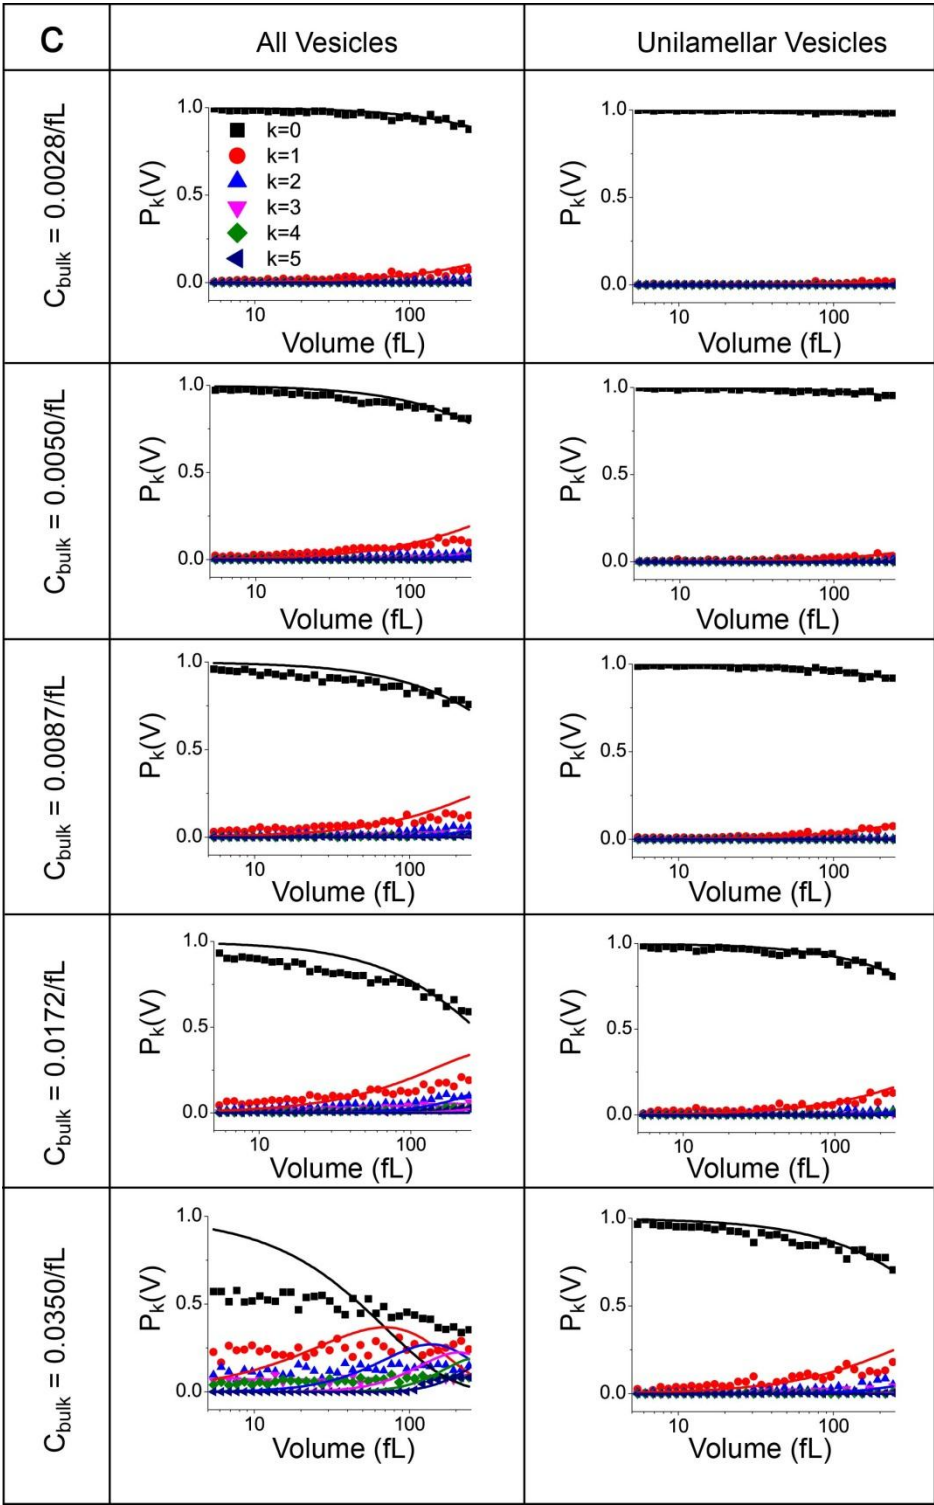 C
All Vesicles
Unilamellar Vesicles
C_bulk = 0.0028/fL
P_k(V)
1.0
0.5
0.0
k=0
k=1
k=2
k=3
k=4
k=5
10 100
Volume (fL)
P_k(V)
1.0
0.5
0.0
10 100
Volume (fL)
C_bulk = 0.0050/fL
P_k(V)
1.0
0.5
0.0
10 100
Volume (fL)
P_k(V)
1.0
0.5
0.0
10 100
Volume (fL)
C_bulk = 0.0087/fL
P_k(V)
1.0
0.5
0.0
10 100
Volume (fL)
P_k(V)
1.0
0.5
0.0
10 100
Volume (fL)
C_bulk = 0.0172/fL
P_k(V)
1.0
0.5
0.0
10 100
Volume (fL)
P_k(V)
1.0
0.5
0.0
10 100
Volume (fL)
C_bulk = 0.0350/fL
P_k(V)
1.0
0.5
0.0
10 100
Volume (fL)
P_k(V)
1.0
0.5
0.0
10 100
Volume (fL)